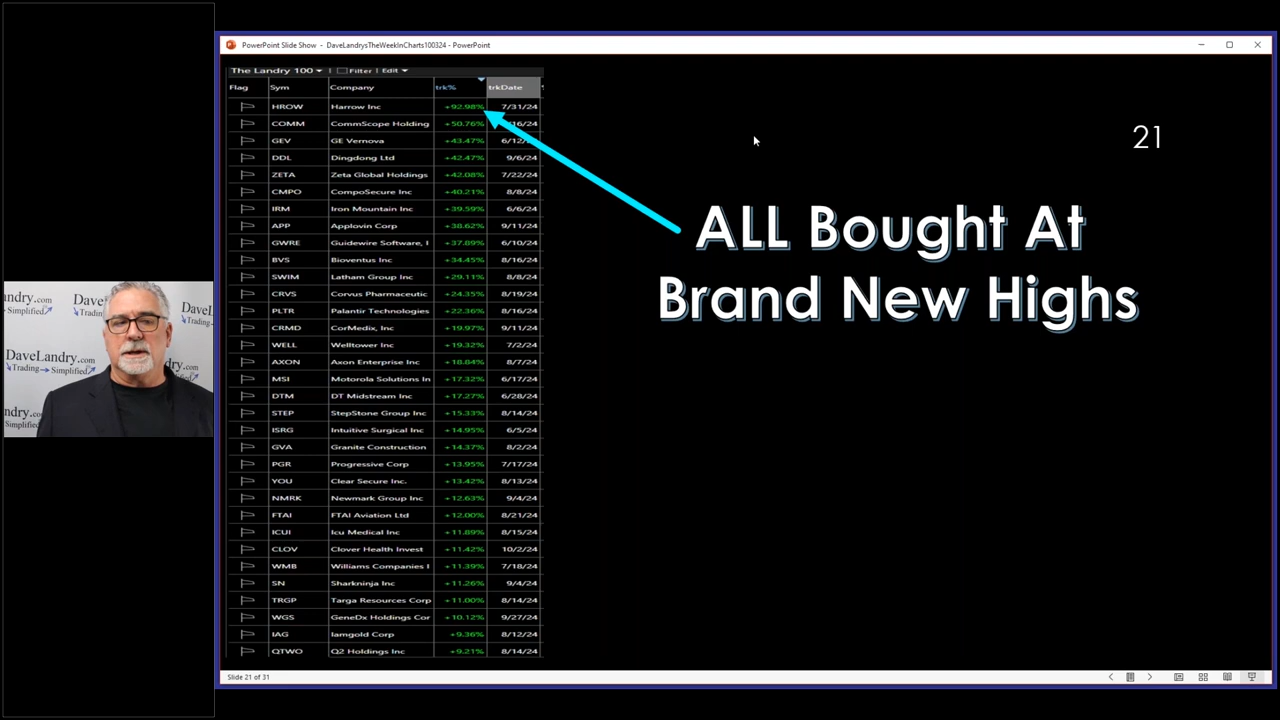 PowerPoint Slide Show - DaveLandrysTheWeekInCharts100324 - PowerPoint
The Landry 100 Filter Edit
Flag Sym Company trk% trkDate
HROW Harrow Inc +92.98% 7/31/24
COMM CommScope Holding +50.76% /16/24
GEV GE Vernova +43.47% 6/12/
DDL Dingdong Ltd +42.47% 9/6/24
ZETA Zeta Global Holdings +42.08% 7/22/24
CMPO CompoSecure Inc +40.21% 8/8/24
IRM Iron Mountain Inc +39.59% 6/6/24
APP Applovin Corp +38.62% 9/11/24
GWRE Guidewire Software, I +37.89% 6/10/24
BVS Bioventus Inc +34.45% 8/16/24
SWIM Latham Group Inc +29.11% 8/8/24
CRVS Corvus Pharmaceutic +24.35% 8/19/24
PLTR Palantir Technologies +22.36% 8/16/24
CRMD CorMedix, Inc +19.97% 9/11/24
WELL Welltower Inc +19.32% 7/2/24
AXON Axon Enterprise Inc +18.84% 8/7/24
MSI Motorola Solutions In +17.32% 6/17/24
DTM DT Midstream Inc +17.27% 6/28/24
STEP StepStone Group Inc +15.33% 8/14/24
ISRG Intuitive Surgical Inc +14.95% 6/5/24
GVA Granite Construction +14.37% 8/2/24
PGR Progressive Corp +13.95% 7/17/24
YOU Clear Secure Inc. +13.42% 8/13/24
NMRK Newmark Group Inc +12.63% 9/4/24
FTAI FTAI Aviation Ltd +12.00% 8/21/24
ICUI Icu Medical Inc +11.89% 8/15/24
CLOV Clover Health Invest +11.42% 10/2/24
WMB Williams Companies I +11.39% 7/18/24
SN Sharkninja Inc +11.26% 9/4/24
TRGP Targa Resources Corp +11.00% 8/14/24
WGS GeneDx Holdings Cor +10.12% 9/27/24
IAG Iamgold Corp +9.36% 8/12/24
QTWO Q2 Holdings Inc +9.21% 8/14/24
21
ALL Bought At
Brand New Highs
Slide 21 of 31
ndry.com
Simplified
DaveL
Trading
DaveL
Trading
DaveLandry.com
Trading Simplified
ndry.com
Simplified